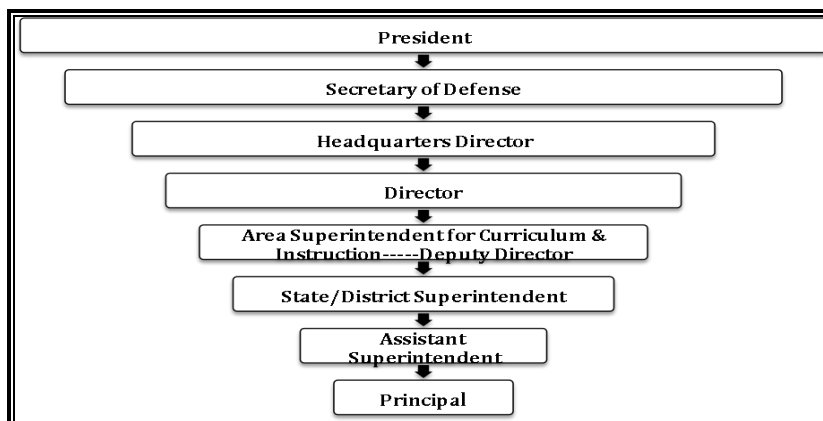 President
Secretary of Defense
Headquarters Director
Director
Area Superintendent for Curriculum &
Instruction-----Deputy Director
State/District Superintendent
Assistant
Superintendent
Principal